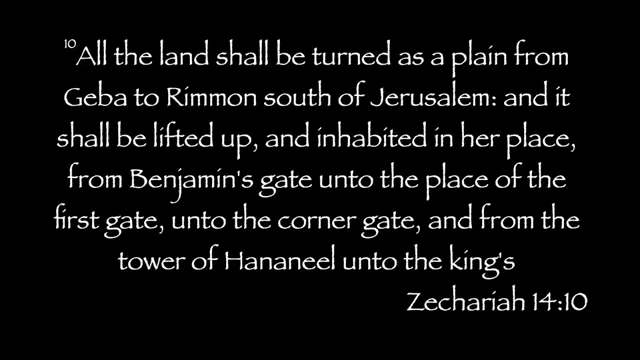 10All the land shall be turned as a plain from
Geba to Rimmon south of Jerusalem: and it
shall be lifted up, and inhabited in her place,
from Benjamin's gate unto the place of the
first gate, unto the corner gate, and from the
tower of Hananeel unto the king's
Zechariah 14:10